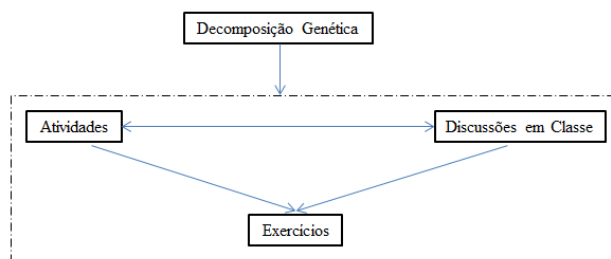 Decomposição Genética
Atividades
Discussões em Classe
Exercícios